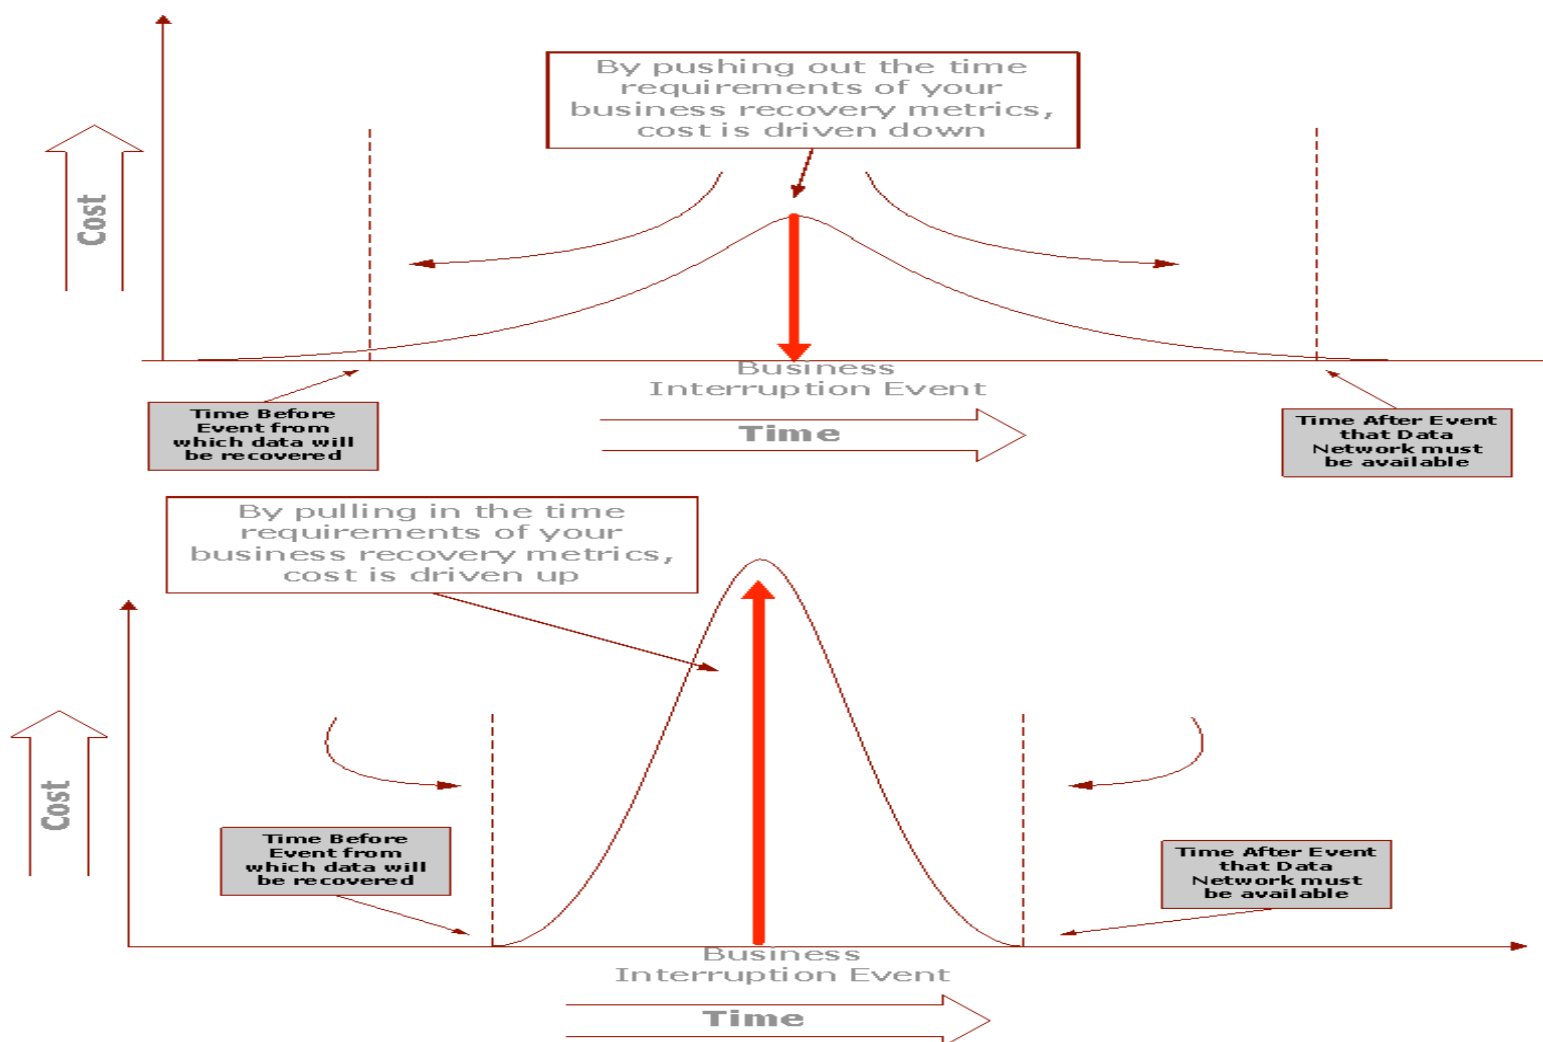 By pushing out the time
requirements of your
business recovery metrics,
cost is driven down
Cost
Business
Interruption Event
Time Before
Event from
which data will
be recovered
Time
Time After Event
that Data
Network must
be available
By pulling in the time
requirements of your
business recovery metrics,
cost is driven up
Cost
Time Before
Event from
which data will
be recovered
Time After Event
that Data
Network must
be available
Business
Interruption Event
Time